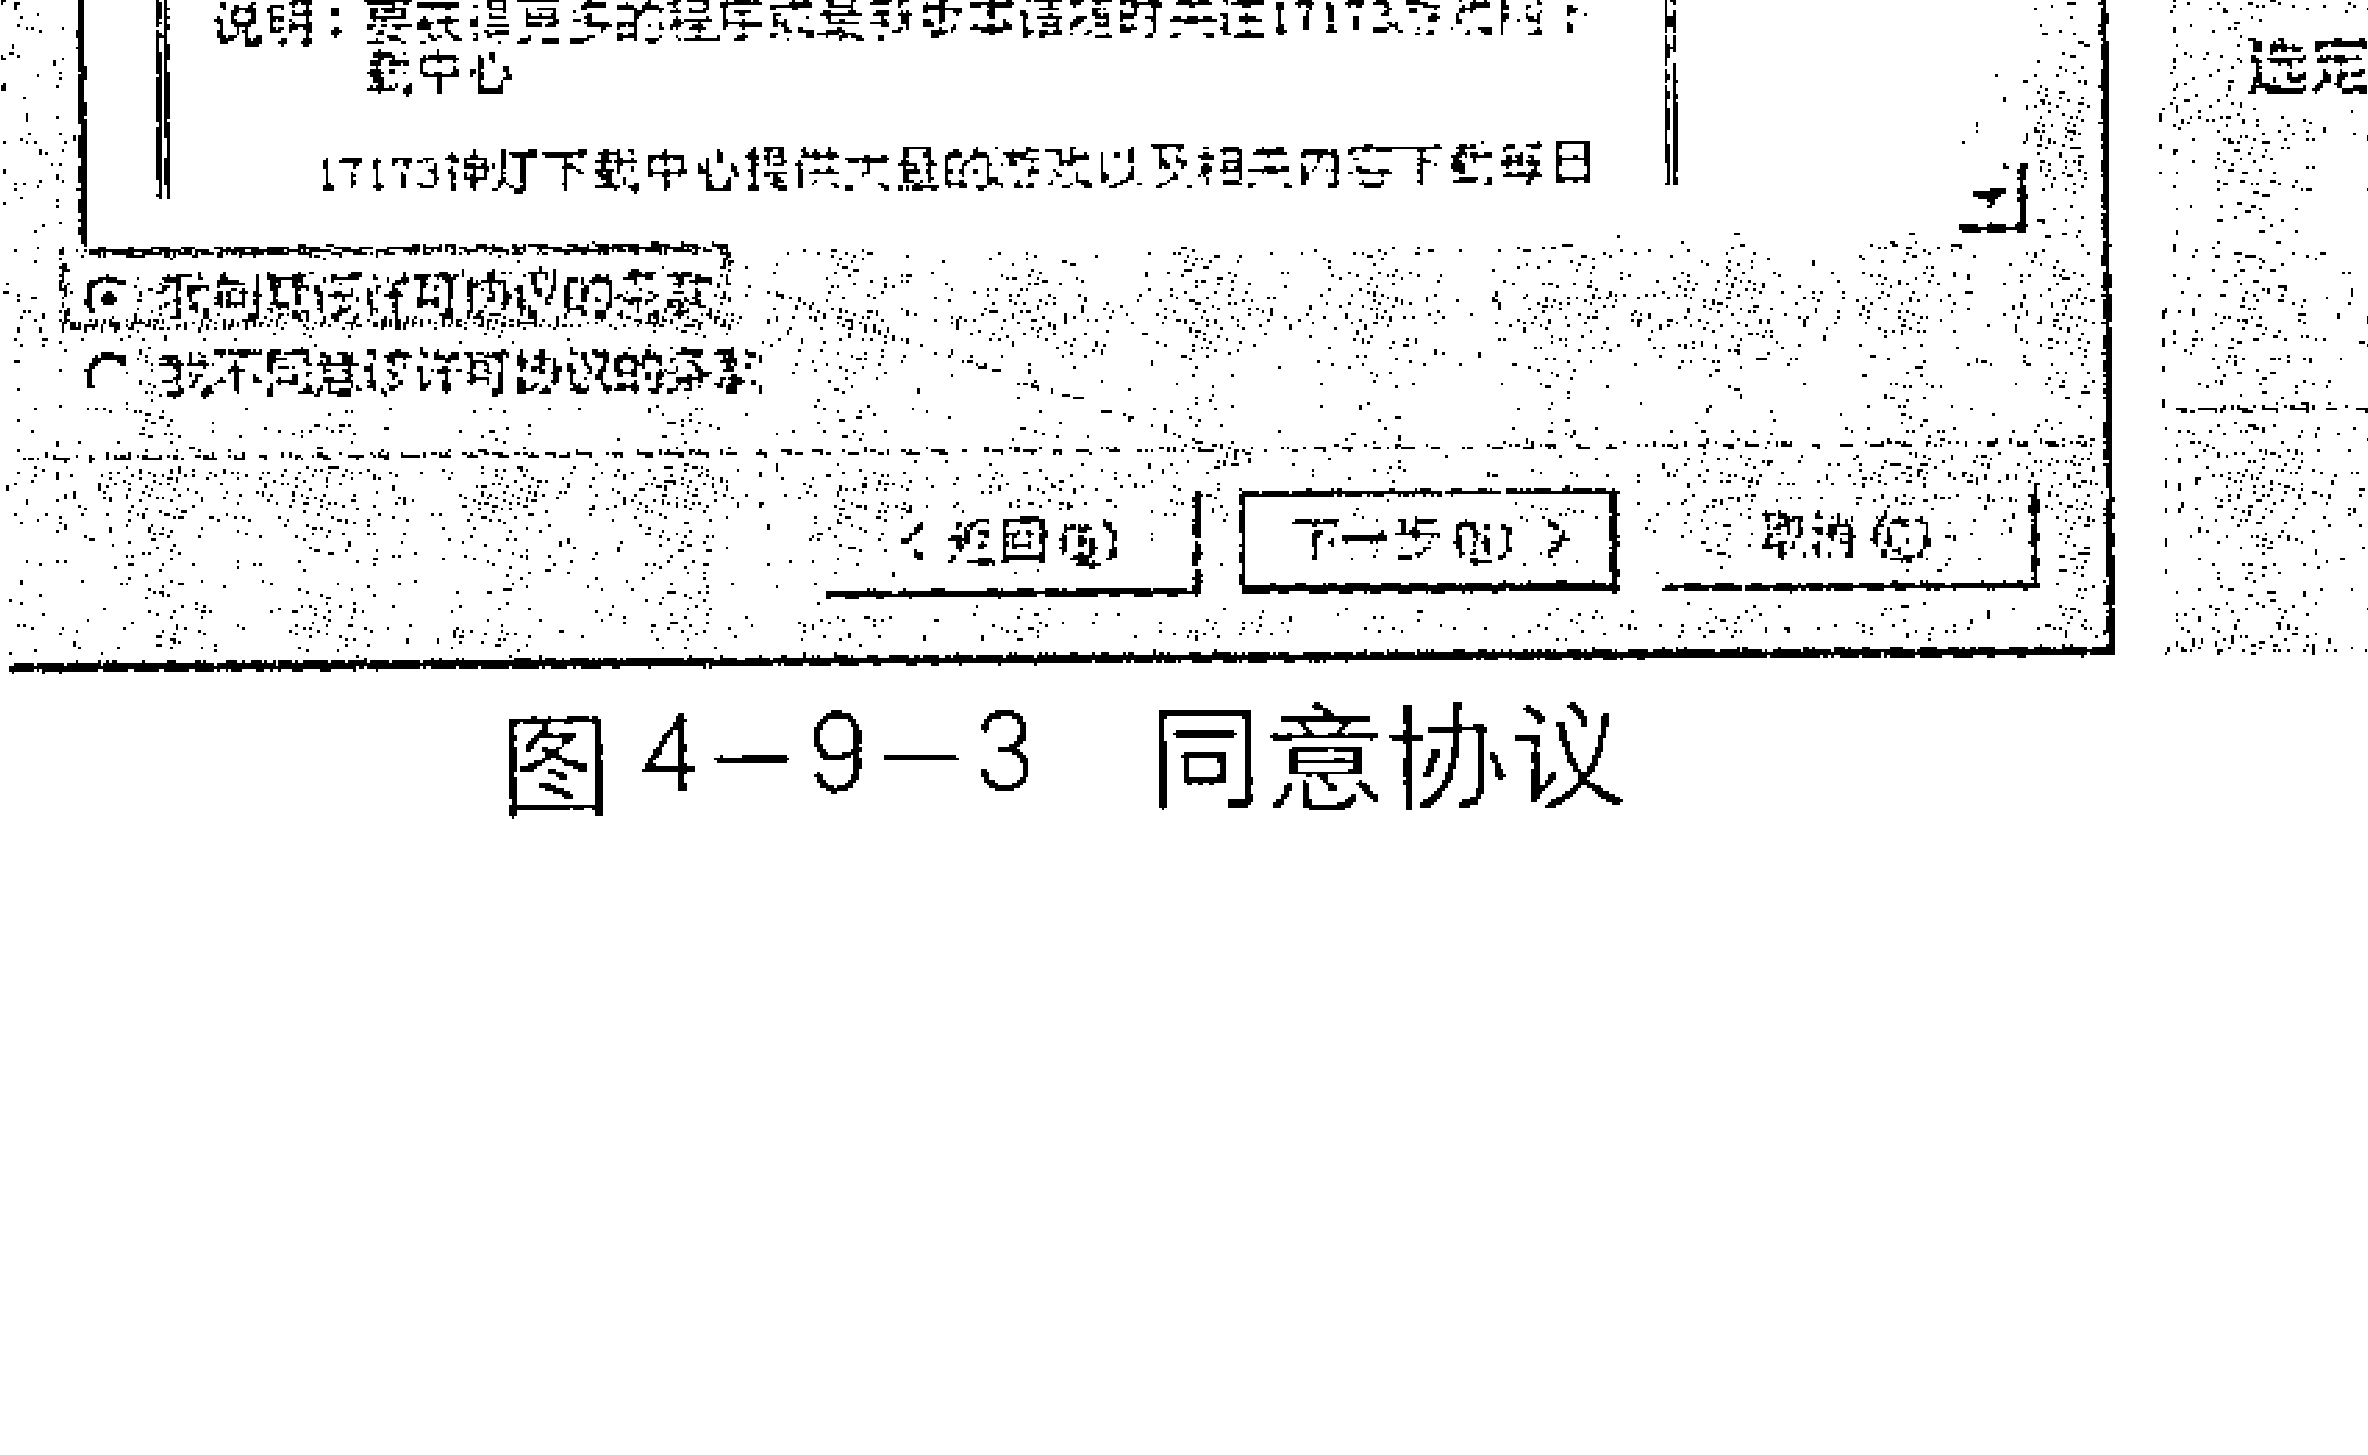 说明：要获得更多的程序或是移动本请随时关注17173游戏网下
载中心
17173神灯下载中心提供大量的游戏以及相关内容下载每日
我同意该许可协议的条款
我不同意该许可协议的条款
<返回(B) 下一步(N)> 取消(C)
图4-9-3 同意协议
选定